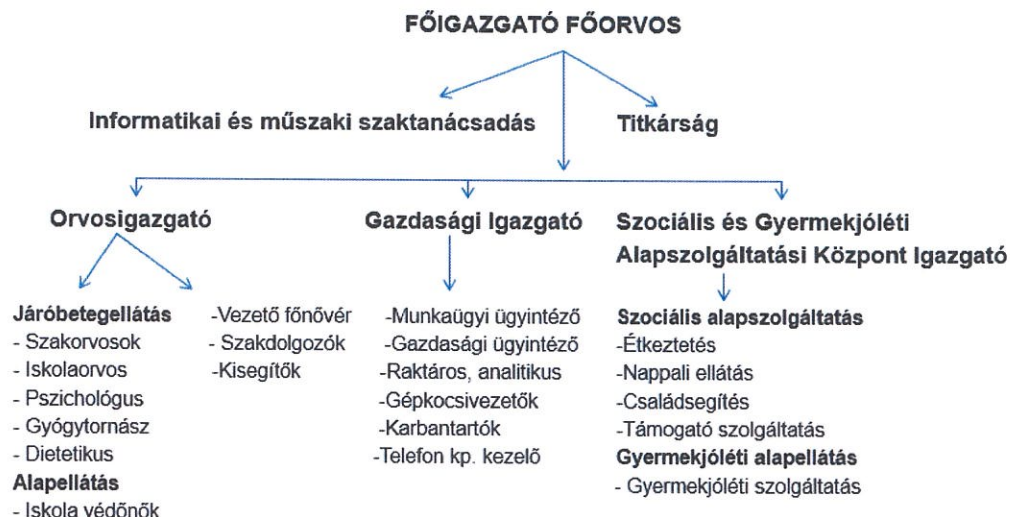 FŐIGAZGATÓ FŐORVOS
Informatikai és műszaki szaktanácsadás
Titkárság
Orvosigazgató
Járóbetegellátás
- Szakorvosok
- Iskolaorvos
- Pszichológus
- Gyógytornász
- Dietetikus
Alapellátás
- Iskola védőnők
-Vezető főnővér
- Szakdolgozók
-Kisegítők
Gazdasági Igazgató
-Munkaügyi ügyintéző
-Gazdasági ügyintéző
-Raktáros, analitikus
-Gépkocsivezetők
-Karbantartók
-Telefon kp. kezelő
Szociális és Gyermekjóléti
Alapszolgáltatási Központ Igazgató
Szociális alapszolgáltatás
-Étkeztetés
-Nappali ellátás
-Családsegítés
-Támogató szolgáltatás
Gyermekjóléti alapellátás
- Gyermekjóléti szolgáltatás